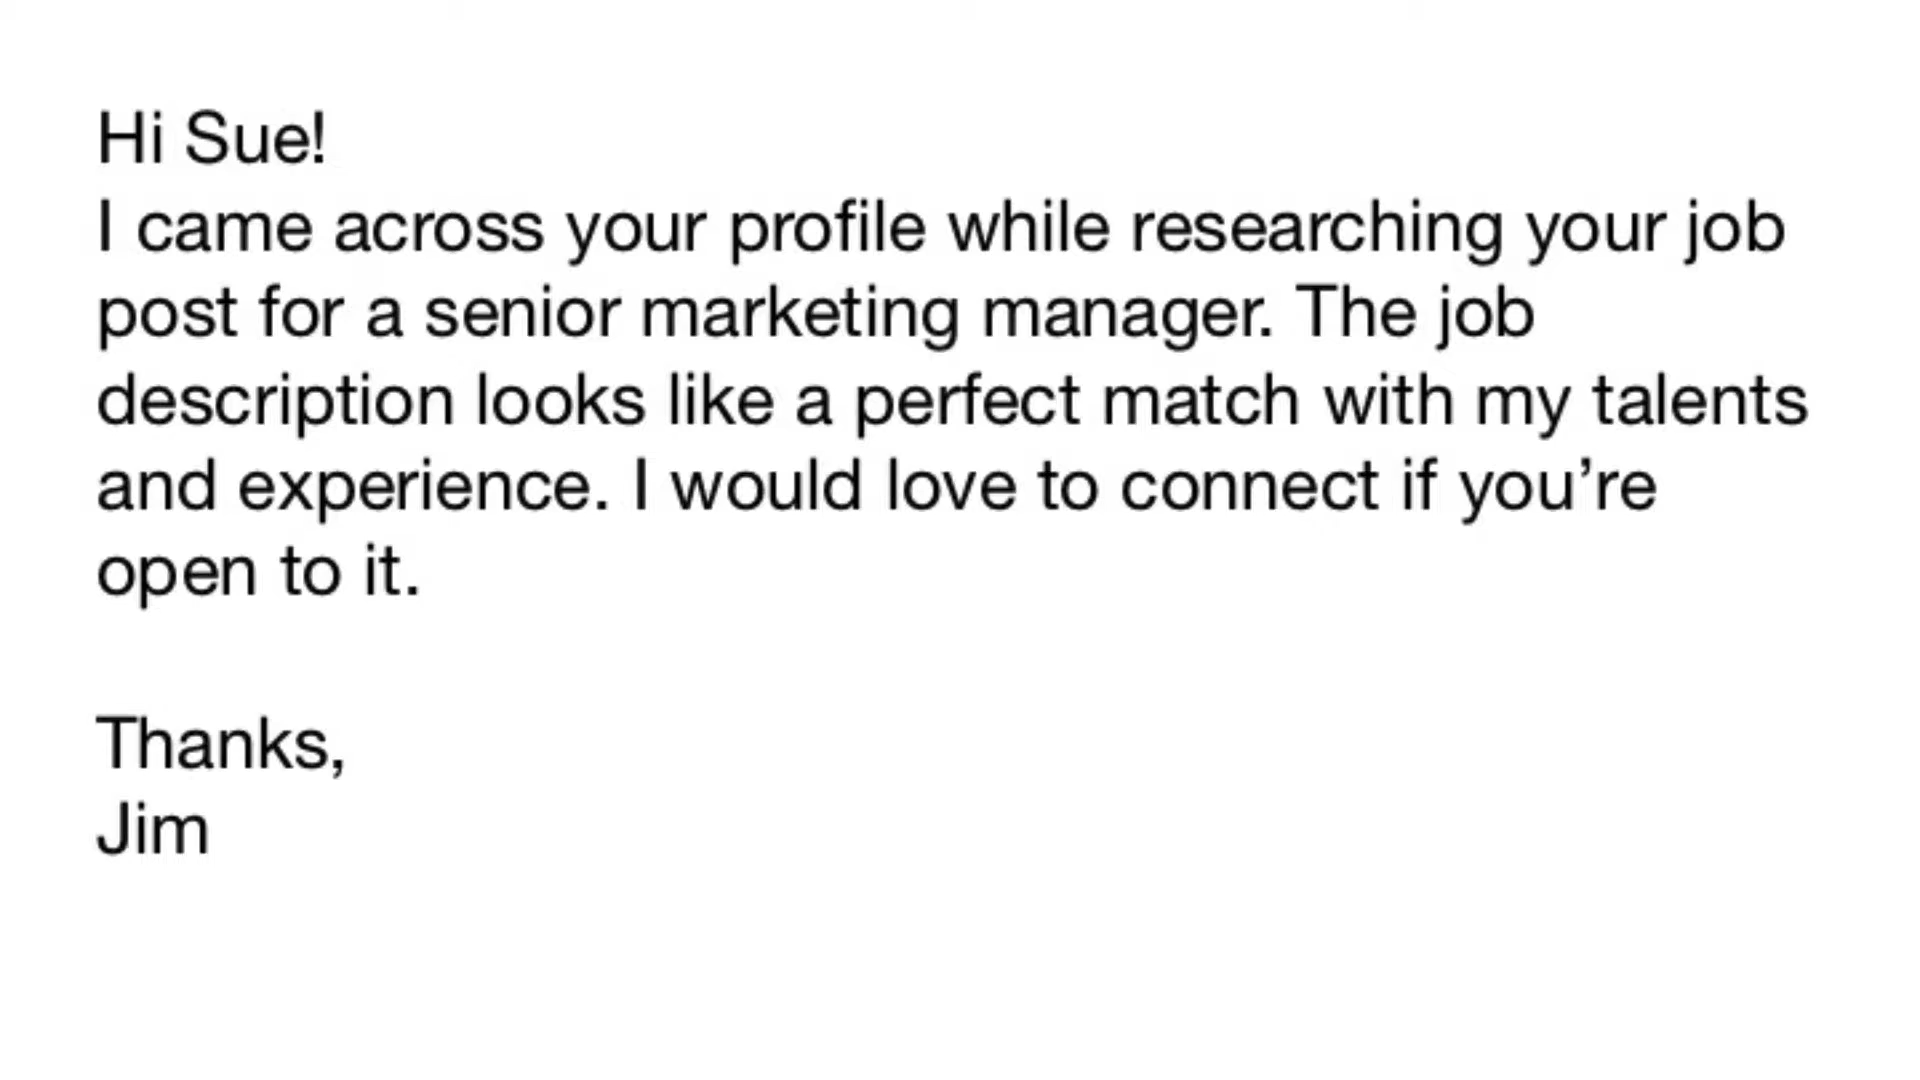 Hi Sue!
I came across your profile while researching your job
post for a senior marketing manager. The job
description looks like a perfect match with my talents
and experience. I would love to connect if you’re
open to it.
Thanks,
Jim